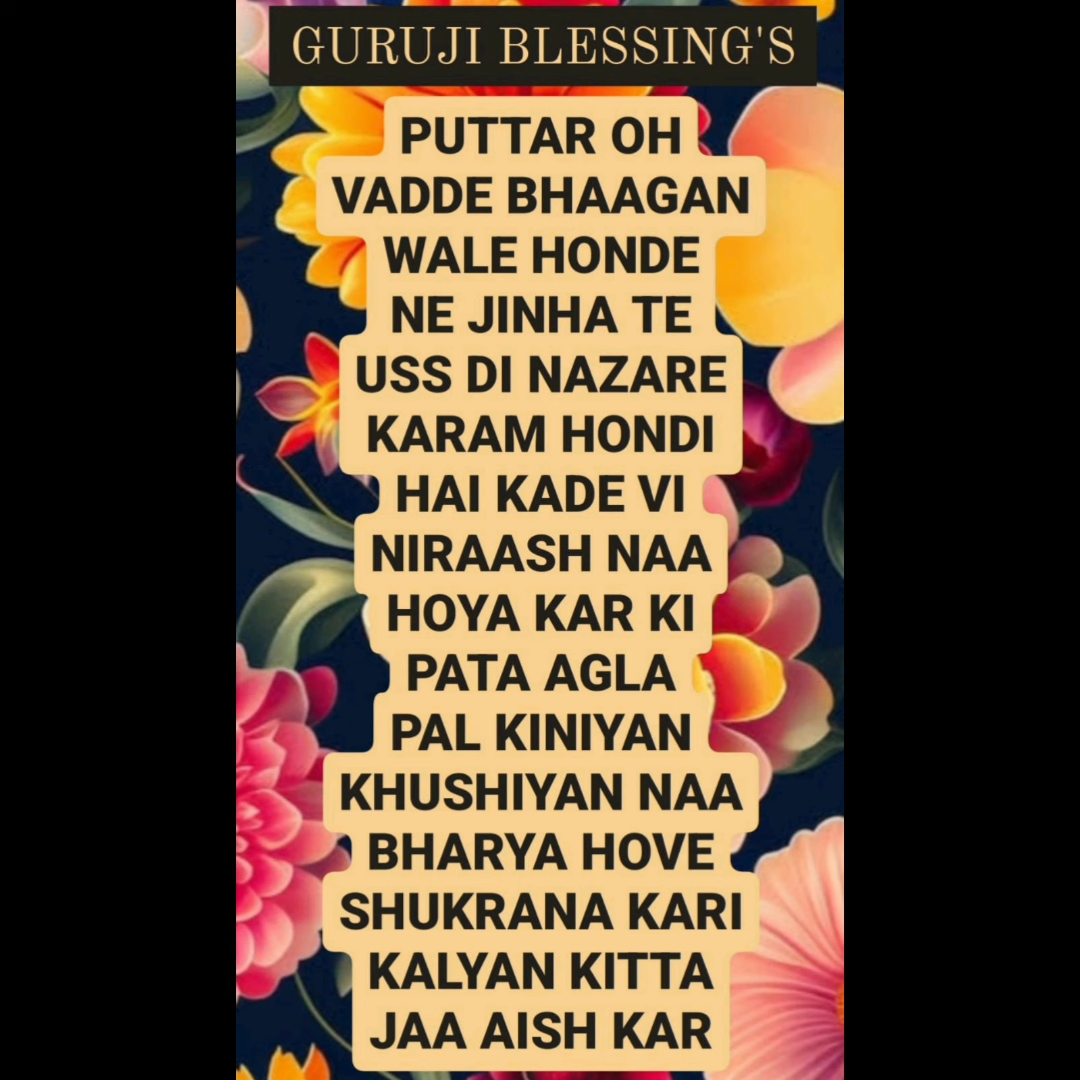 GURUJI BLESSING'S
PUTTAR OH
VADDE BHAAGAN
WALE HONDE
NE JINHA TE
USS DI NAZARE
KARAM HONDI
HAI KADE VI
NIRAASH NAA
HOYA KAR KI
PATA AGLA
PAL KINIYAN
KHUSHIYAN NAA
BHARYA HOVE
SHUKRANA KARI
KALYAN KITTA
JAA AISH KAR